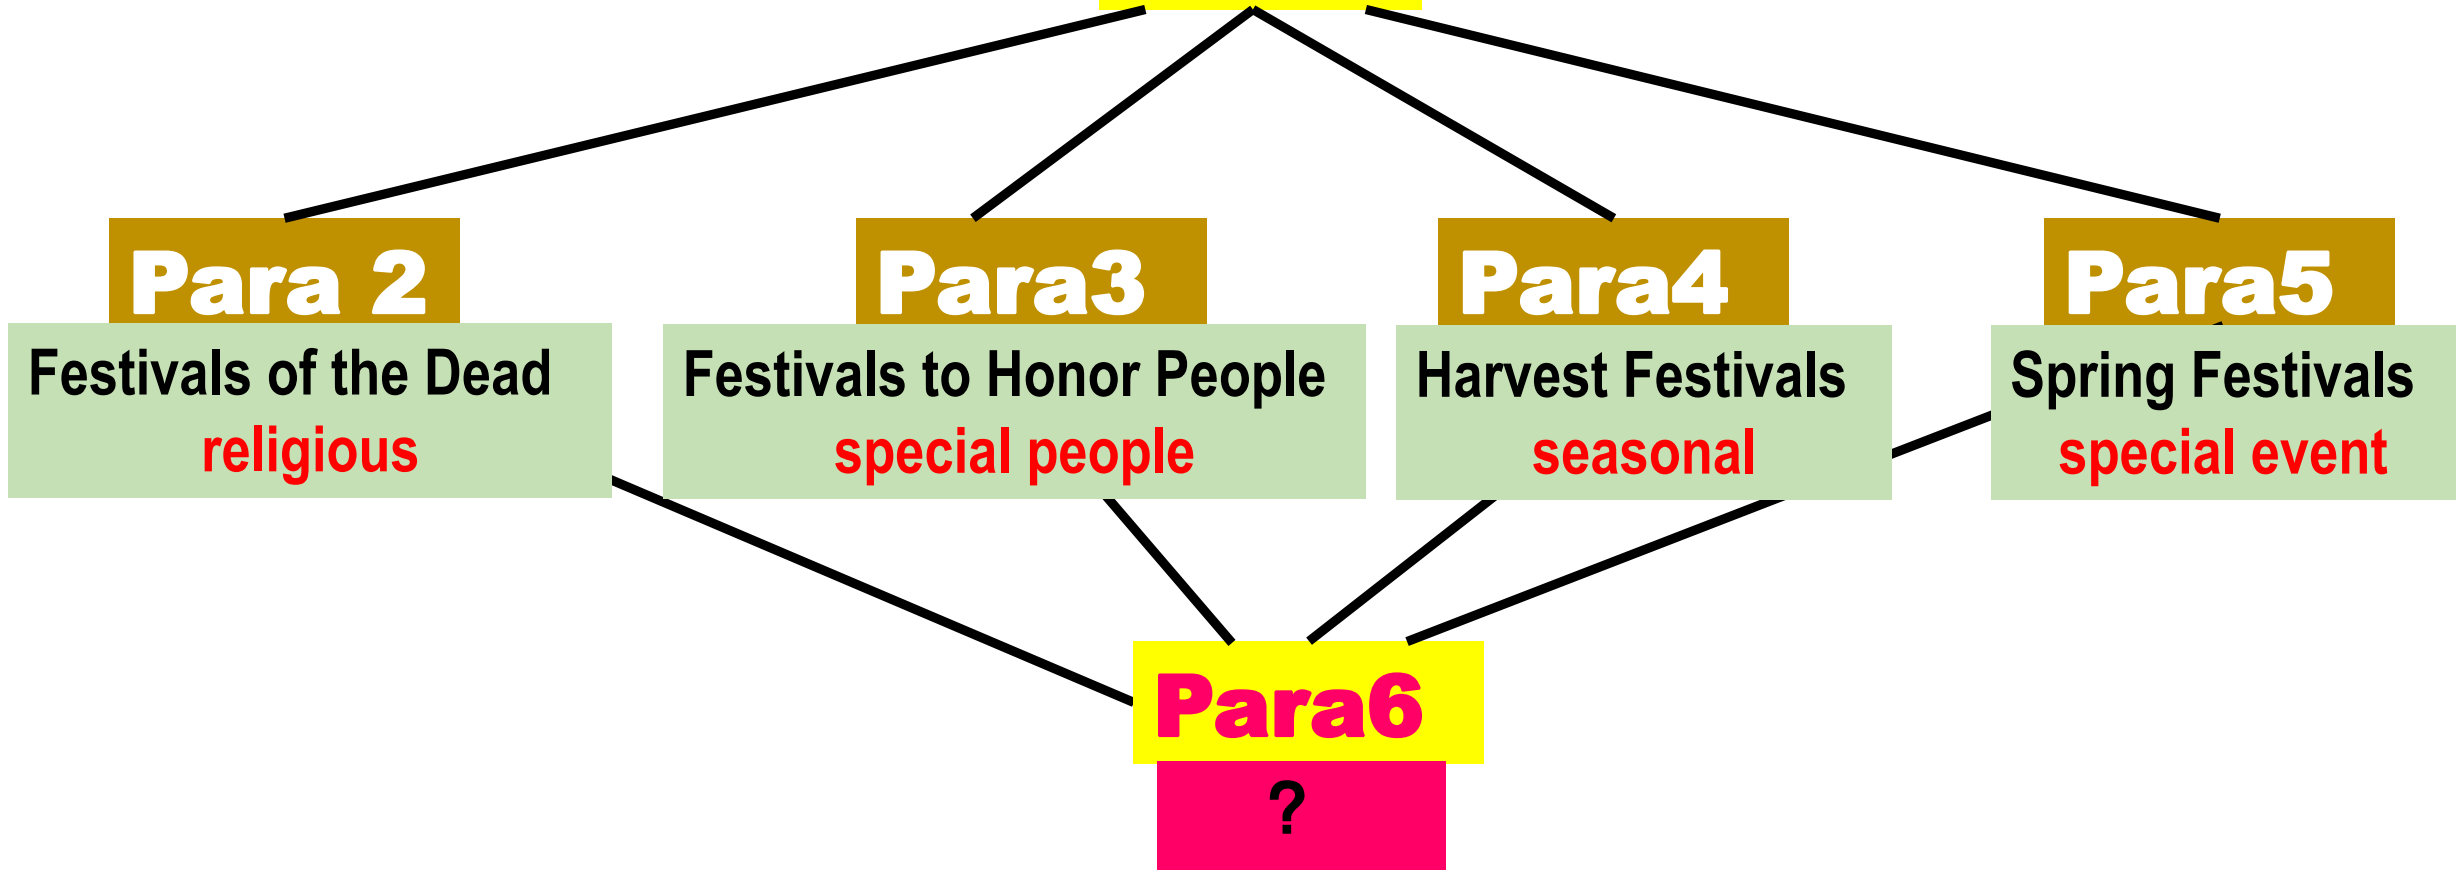 Para 2
Festivals of the Dead
religious
Para3
Festivals to Honor People
special people
Para4
Harvest Festivals
seasonal
Para5
Spring Festivals
special event
Para6
?